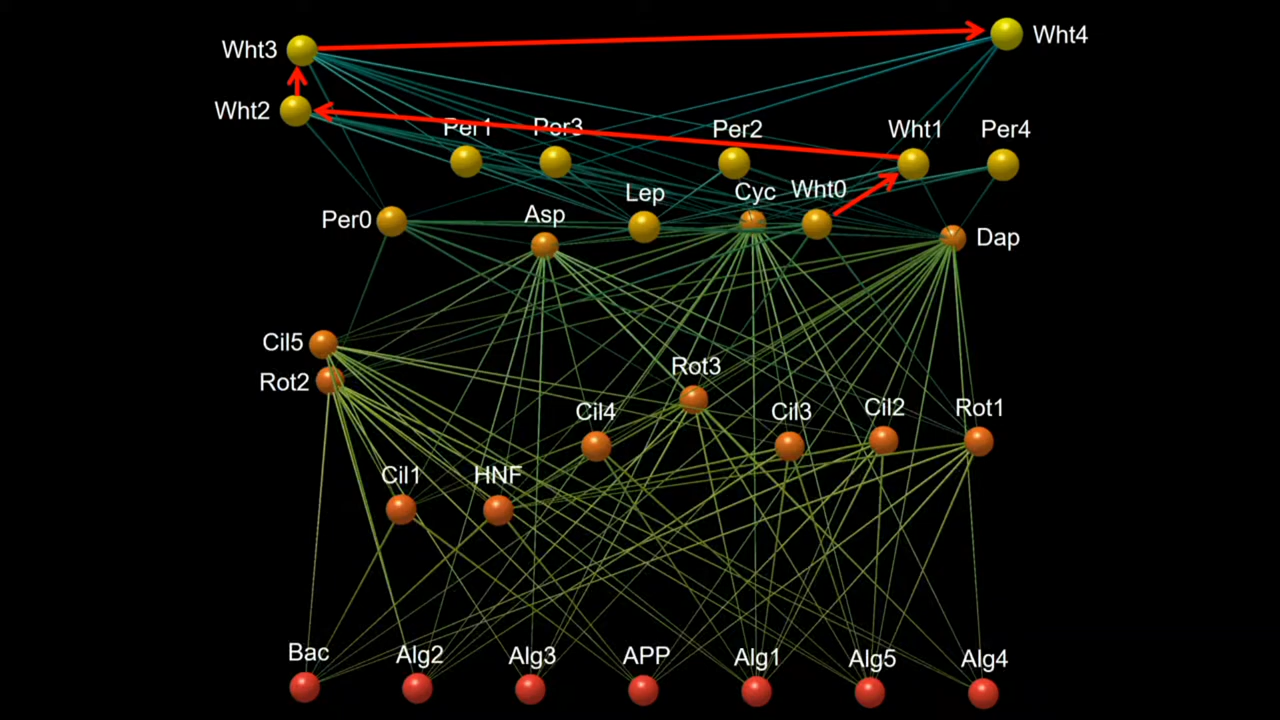 Wht3
Wht4
Wht2
Per1
Per3
Per2
Wht1
Per4
Lep
Cyc
Wht0
Per0
Asp
Dap
Cil5
Rot2
Rot3
Cil4
Cil3
Cil2
Rot1
Cil1
HNF
Bac
Alg2
Alg3
APP
Alg1
Alg5
Alg4